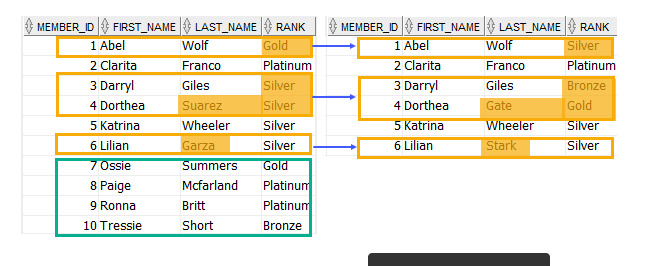 MEMBER_ID FIRST_NAME LAST_NAME RANK
1 Abel Wolf Gold
2 Clarita Franco Platinum
3 Darryl Giles Silver
4 Dorthea Suarez Silver
5 Katrina Wheeler Silver
6 Lilian Garza Silver
7 Ossie Summers Gold
8 Paige Mcfarland Platinum
9 Ronna Britt Platinum
10 Tressie Short Bronze
MEMBER_ID FIRST_NAME LAST_NAME RANK
1 Abel Wolf Silver
2 Clarita Franco Platinum
3 Darryl Giles Bronze
4 Dorthea Gate Gold
5 Katrina Wheeler Silver
6 Lilian Stark Silver